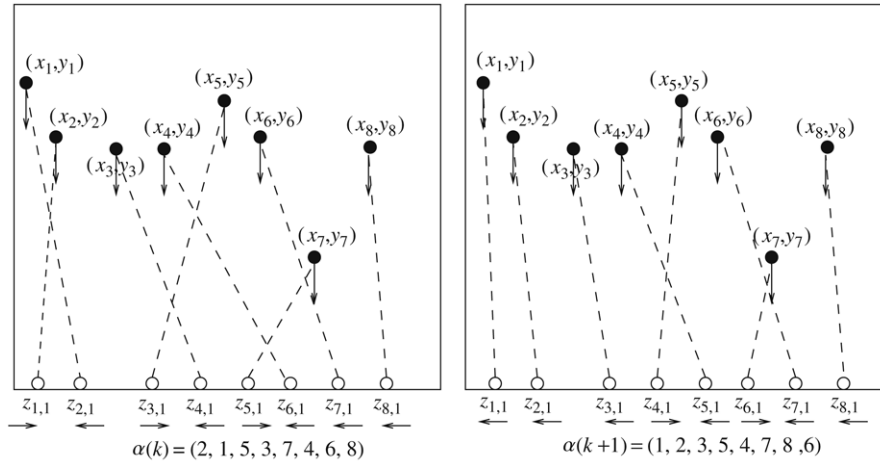 (x1,y1)
(x2,y2)
(x3,y3)
(x4,y4)
(x5,y5)
(x6,y6)
(x7,y7)
(x8,y8)
z1,1 z2,1 z3,1 z4,1 z5,1 z6,1 z7,1 z8,1
α(k) = (2, 1, 5, 3, 7, 4, 6, 8)
(x1,y1)
(x2,y2)
(x3,y3)
(x4,y4)
(x5,y5)
(x6,y6)
(x7,y7)
(x8,y8)
z1,1 z2,1 z3,1 z4,1 z5,1 z6,1 z7,1 z8,1
α(k+1) = (1, 2, 3, 5, 4, 7, 8 ,6)